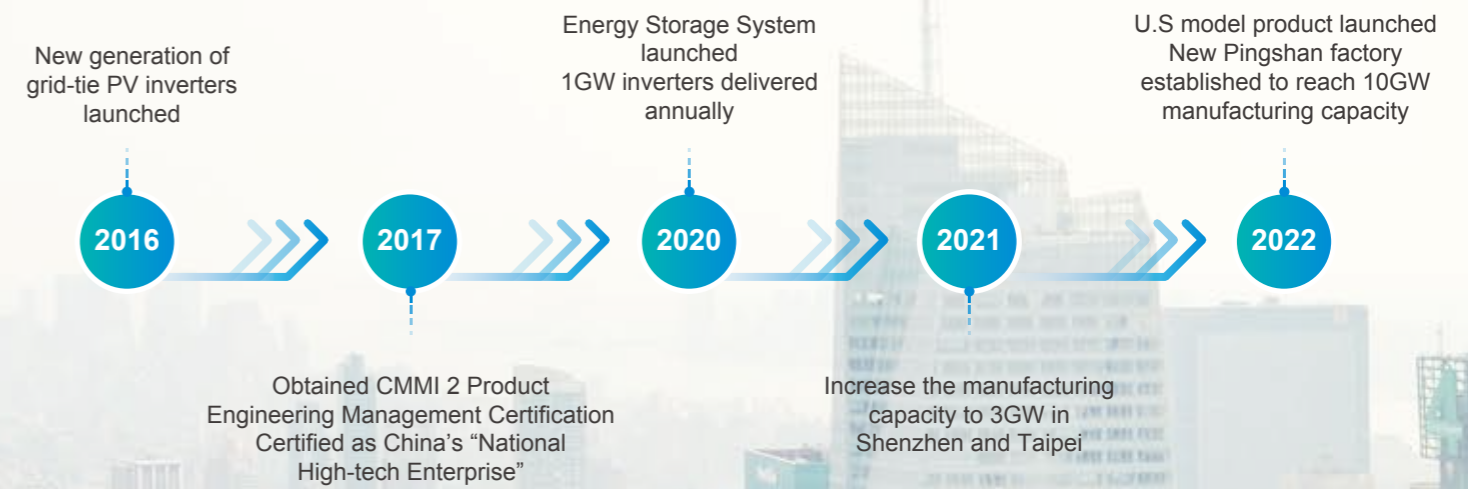 New generation of
grid-tie PV inverters
launched
Energy Storage System
launched
1GW inverters delivered
annually
U.S model product launched
New Pingshan factory
established to reach 10GW
manufacturing capacity
2016
2017
2020
2021
2022
Obtained CMMI 2 Product
Engineering Management Certification
Certified as China’s “National
High-tech Enterprise”
Increase the manufacturing
capacity to 3GW in
Shenzhen and Taipei